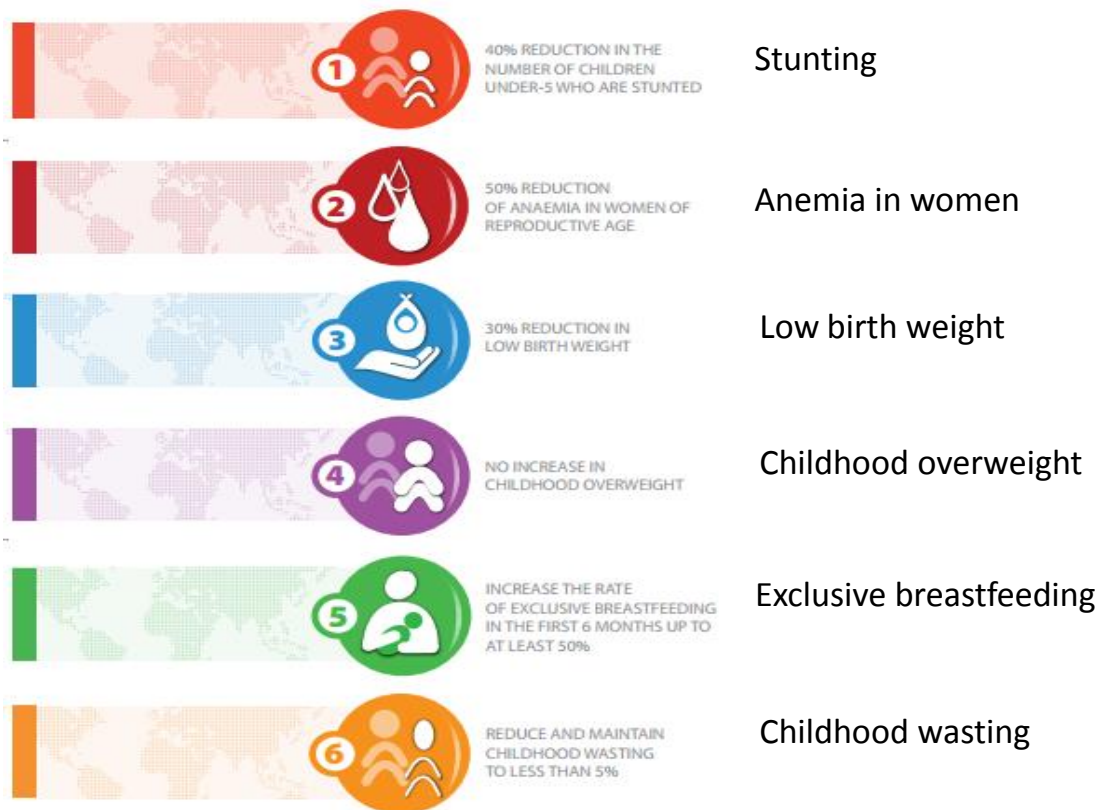 1
40% REDUCTION IN THE
NUMBER OF CHILDREN
UNDER-5 WHO ARE STUNTED
Stunting
2
50% REDUCTION
OF ANAEMIA IN WOMEN OF
REPRODUCTIVE AGE
Anemia in women
3
30% REDUCTION IN
LOW BIRTH WEIGHT
Low birth weight
4
NO INCREASE IN
CHILDHOOD OVERWEIGHT
Childhood overweight
5
INCREASE THE RATE
OF EXCLUSIVE BREASTFEEDING
IN THE FIRST 6 MONTHS UP TO
AT LEAST 50%
Exclusive breastfeeding
6
REDUCE AND MAINTAIN
CHILDHOOD WASTING
TO LESS THAN 5%
Childhood wasting